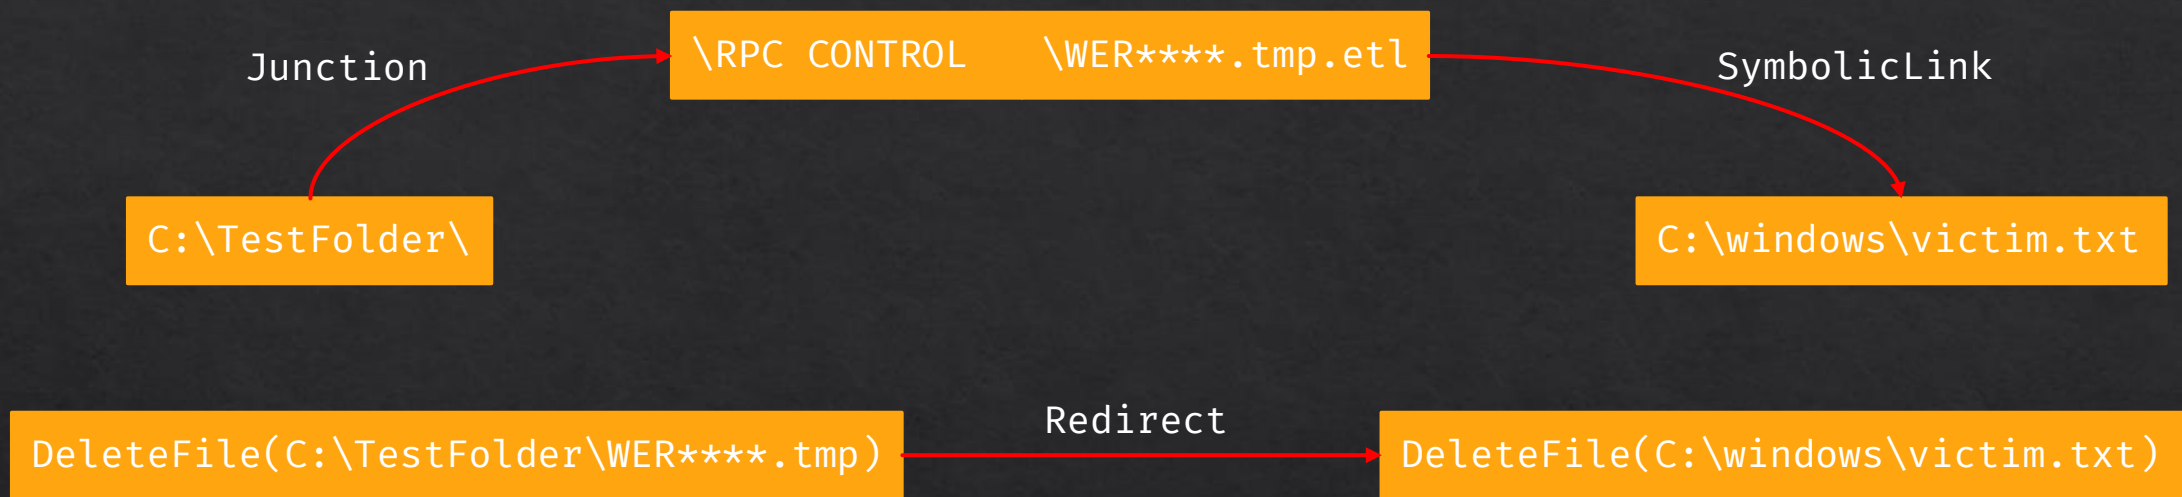 Junction
\RPC CONTROL    \WER****.tmp.etl
SymbolicLink
C:\TestFolder\
C:\windows\victim.txt
DeleteFile(C:\TestFolder\WER****.tmp)
Redirect
DeleteFile(C:\windows\victim.txt)